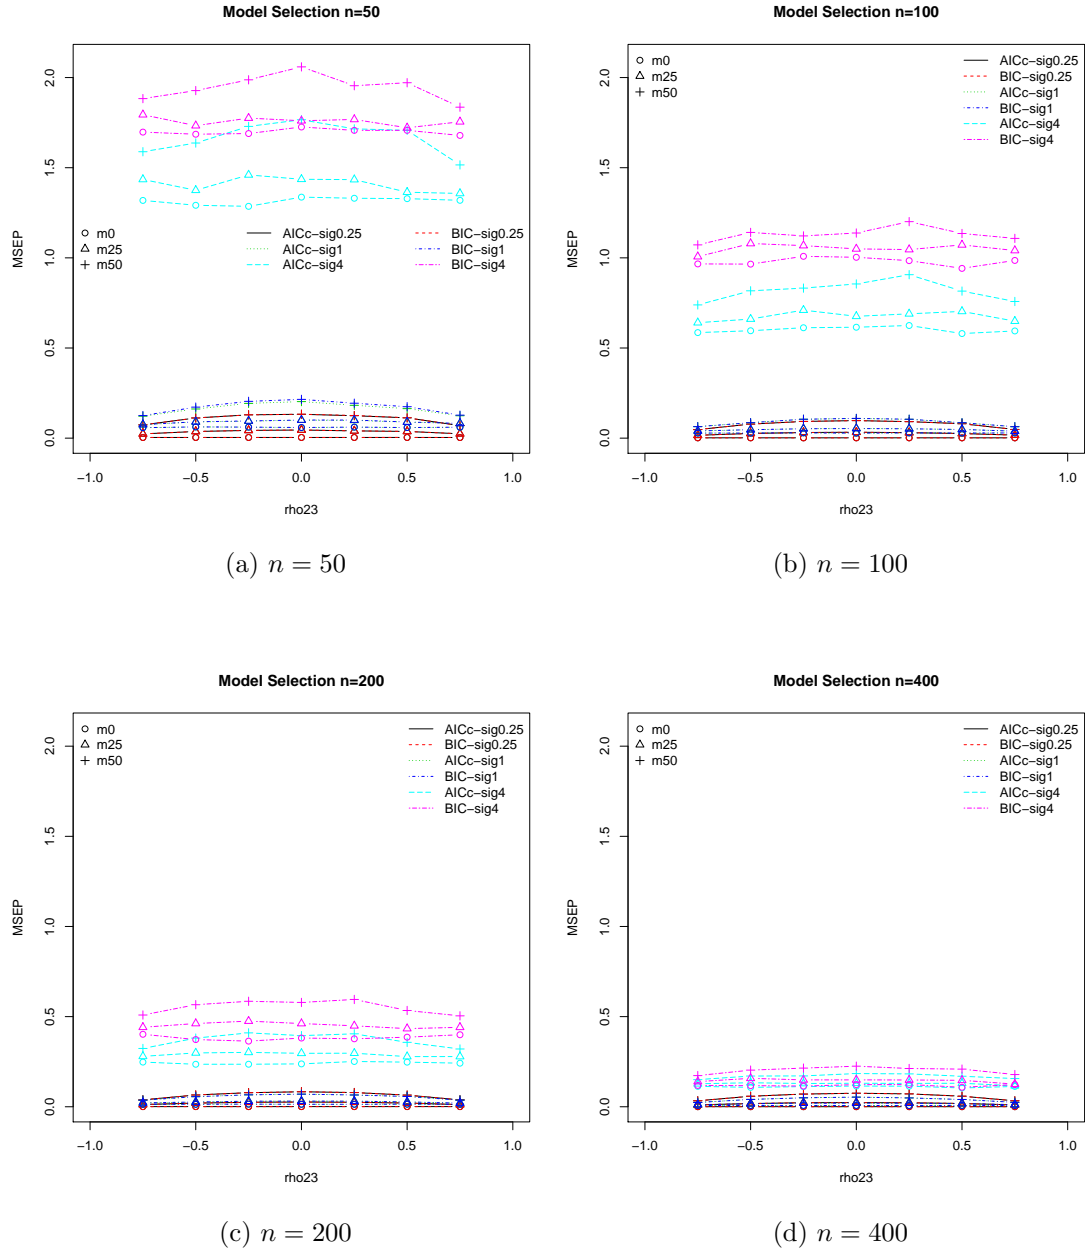 Model Selection n=50
MSEP
2.0
1.5
1.0
0.5
0.0
m0
m25
m50
AICc−sig0.25
AICc−sig1
AICc−sig4
BIC−sig0.25
BIC−sig1
BIC−sig4
−1.0 −0.5 0.0 0.5 1.0
rho23
(a) n = 50
Model Selection n=100
MSEP
2.0
1.5
1.0
0.5
0.0
m0
m25
m50
AICc−sig0.25
BIC−sig0.25
AICc−sig1
BIC−sig1
AICc−sig4
BIC−sig4
−1.0 −0.5 0.0 0.5 1.0
rho23
(b) n = 100
Model Selection n=200
MSEP
2.0
1.5
1.0
0.5
0.0
m0
m25
m50
AICc−sig0.25
BIC−sig0.25
AICc−sig1
BIC−sig1
AICc−sig4
BIC−sig4
−1.0 −0.5 0.0 0.5 1.0
rho23
(c) n = 200
Model Selection n=400
MSEP
2.0
1.5
1.0
0.5
0.0
m0
m25
m50
AICc−sig0.25
BIC−sig0.25
AICc−sig1
BIC−sig1
AICc−sig4
BIC−sig4
−1.0 −0.5 0.0 0.5 1.0
rho23
(d) n = 400